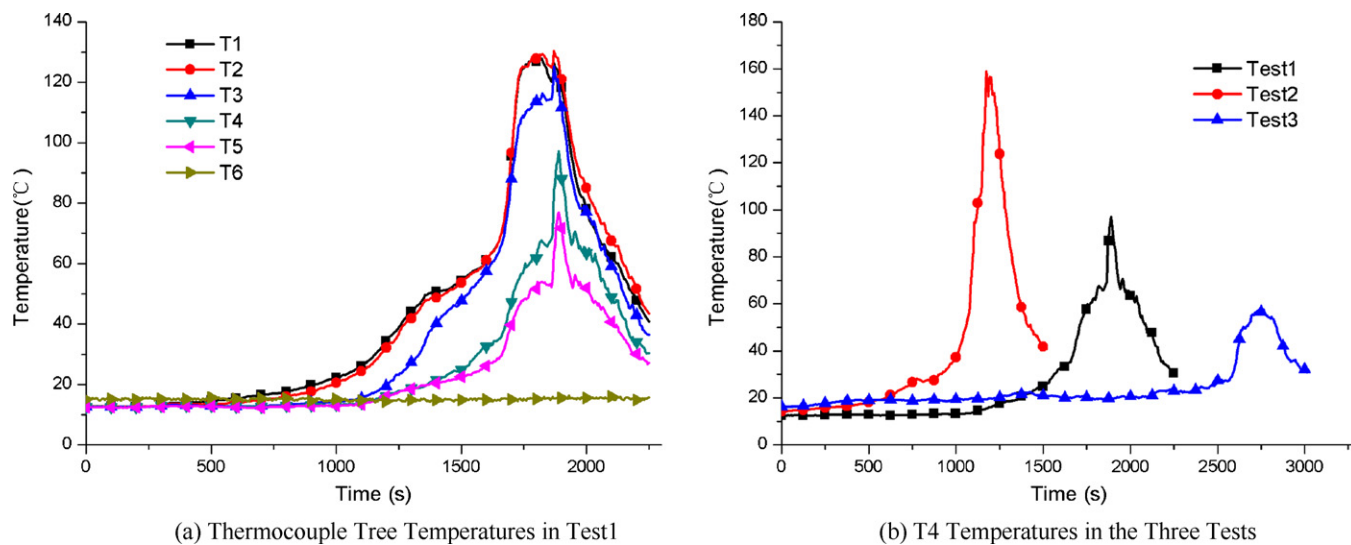 140
120
100
80
60
40
20
0
Temperature(℃)
T1
T2
T3
T4
T5
T6
0 500 1000 1500 2000
Time (s)
(a) Thermocouple Tree Temperatures in Test1
180
160
140
120
100
80
60
40
20
0
Temperature(℃)
Test1
Test2
Test3
0 500 1000 1500 2000 2500 3000
Time (s)
(b) T4 Temperatures in the Three Tests